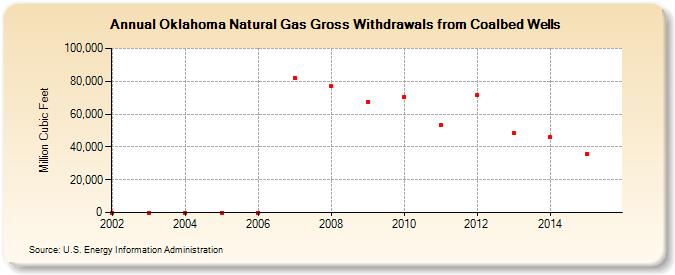 Annual Oklahoma Natural Gas Gross Withdrawals from Coalbed Wells
100,000
80,000
60,000
40,000
20,000
0
Million Cubic Feet
2002 2004 2006 2008 2010 2012 2014
Source: U.S. Energy Information Administration